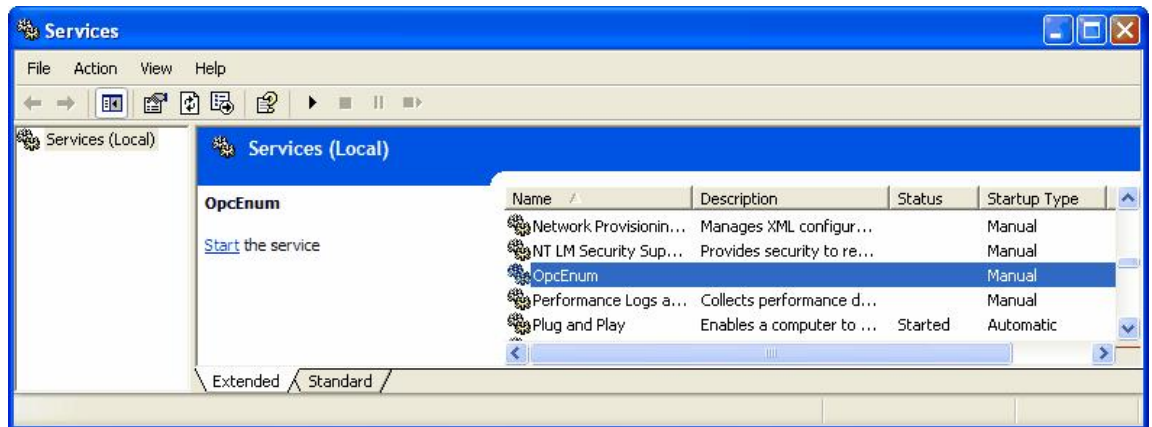 Services
File Action View Help
Services (Local)
Services (Local)
OpcEnum
Start the service
Name Description Status Startup Type
Network Provisionin... Manages XML configur... Manual
NT LM Security Sup... Provides security to re... Manual
OpcEnum Manual
Performance Logs a... Collects performance d... Manual
Plug and Play Enables a computer to ... Started Automatic
Extended Standard